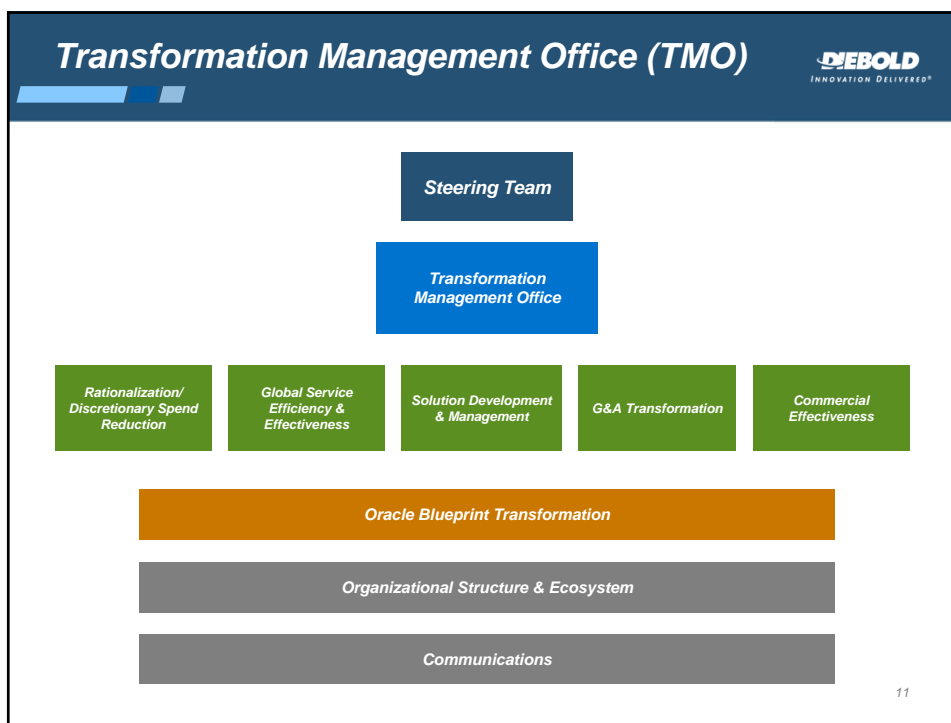 Transformation Management Office (TMO)
DIEBOLD
INNOVATION DELIVERED®
Steering Team
Transformation
Management Office
Rationalization/
Discretionary Spend
Reduction
Global Service
Efficiency &
Effectiveness
Solution Development
& Management
G&A Transformation
Commercial
Effectiveness
Oracle Blueprint Transformation
Organizational Structure & Ecosystem
Communications
11